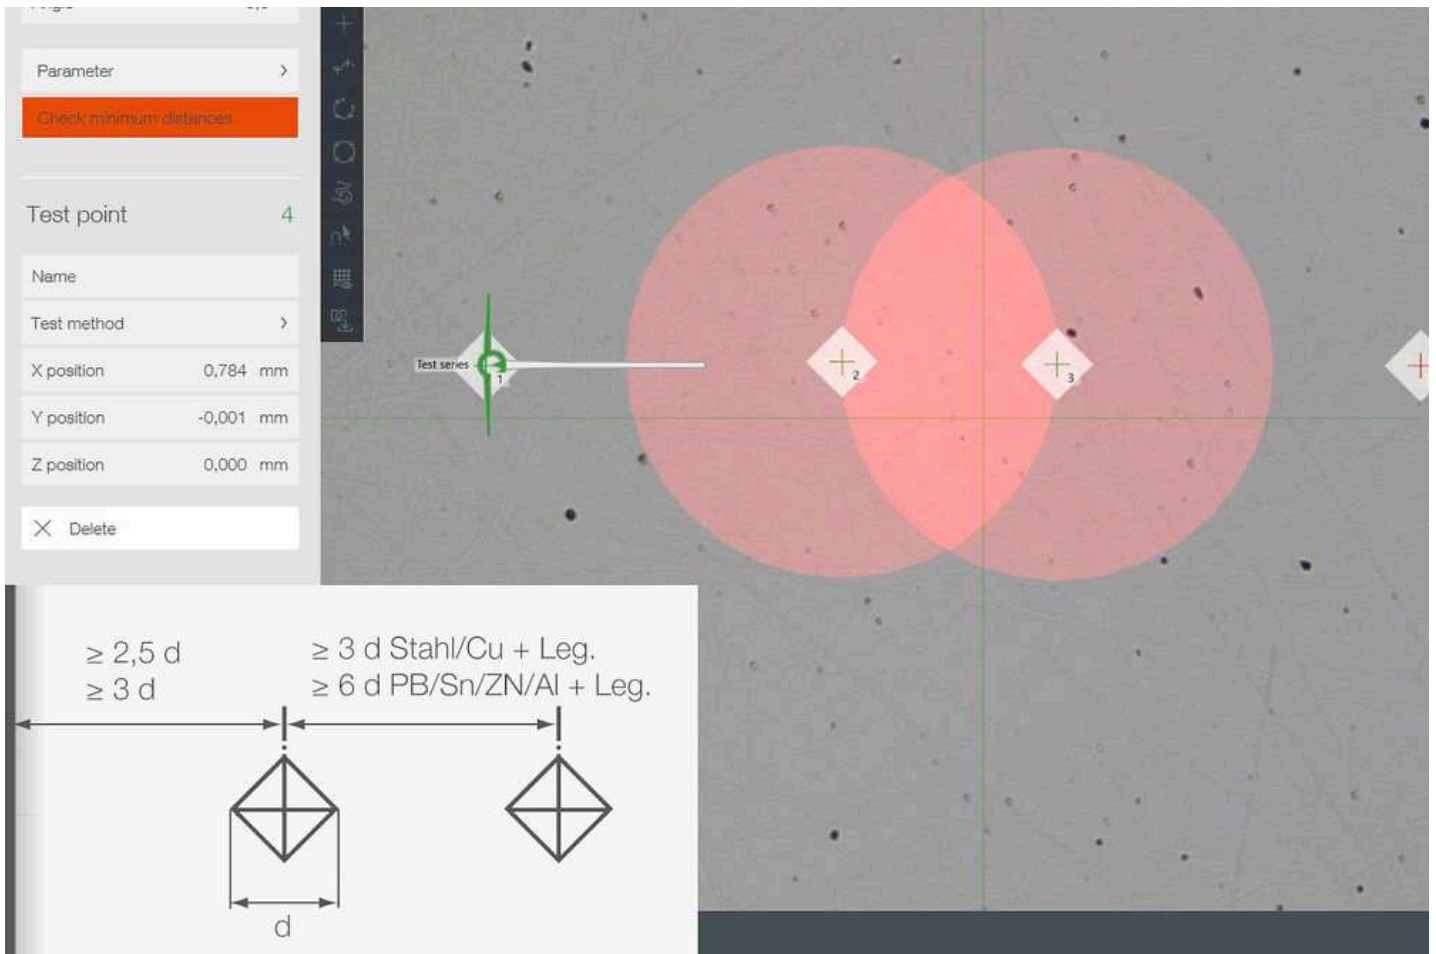 Parameter
Check minimum distances
Test point 4
Name
Test method
X position 0,784 mm
Y position -0,001 mm
Z position 0,000 mm
Delete
Test series
1
2
3
≥ 2,5 d
≥ 3 d
≥ 3 d Stahl/Cu + Leg.
≥ 6 d PB/Sn/ZN/Al + Leg.
d